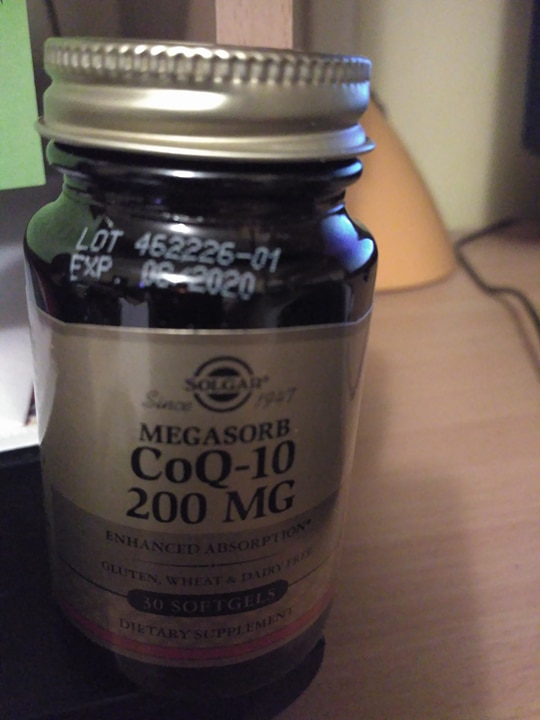 LOT 462226-01
EXP. 08/2020
SOLGAR®
Since 1947
MEGASORB
CoQ-10
200 MG
ENHANCED ABSORPTION*
GLUTEN, WHEAT & DAIRY FREE
30 SOFTGELS
DIETARY SUPPLEMENT